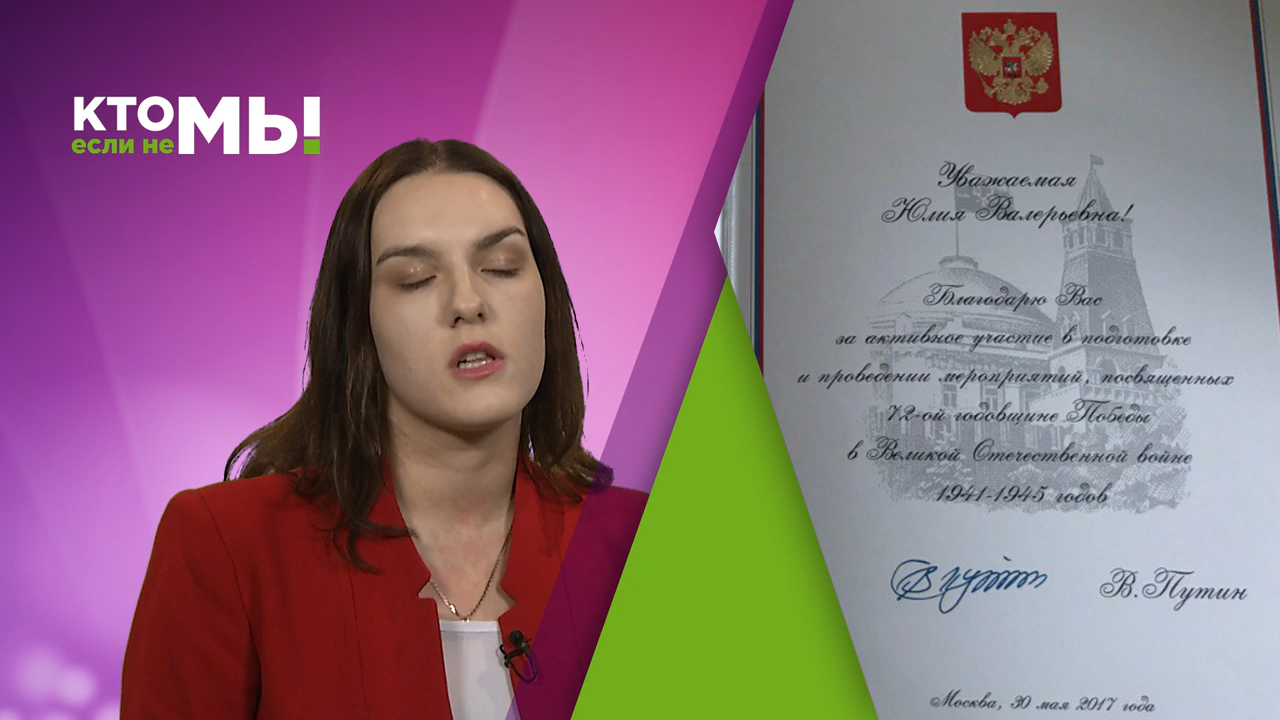 КТО
если не
МЫ!
Уважаемая
Юлия Валерьевна!
Благодарю Вас
за активное участие в подготовке
и проведении мероприятий, посвященных
72-ой годовщине Победы
в Великой Отечественной войне
1941-1945 годов
В.Путин
Москва, 30 мая 2017 года